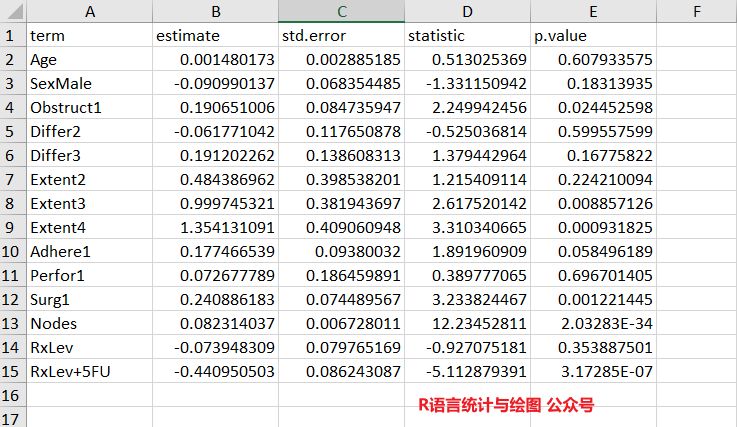 A B C D E F
1 term estimate std.error statistic p.value
2 Age 0.001480173 0.002885185 0.513025369 0.607933575
3 SexMale -0.090990137 0.068354485 -1.331150942 0.18313935
4 Obstruct1 0.190651006 0.084735947 2.249942456 0.024452598
5 Differ2 -0.061771042 0.117650878 -0.525036814 0.599557599
6 Differ3 0.191202262 0.138608313 1.379442964 0.16775822
7 Extent2 0.484386962 0.398538201 1.215409114 0.224210094
8 Extent3 0.999745321 0.381943697 2.617520142 0.008857126
9 Extent4 1.354131091 0.409060948 3.310340665 0.000931825
10 Adhere1 0.177466539 0.09380032 1.891960909 0.058496189
11 Perfor1 0.072677789 0.186459891 0.389777065 0.696701405
12 Surg1 0.240886183 0.074489567 3.233824467 0.001221445
13 Nodes 0.082314037 0.006728011 12.23452811 2.03283E-34
14 RxLev -0.073948309 0.079765169 -0.927075181 0.353887501
15 RxLev+5FU -0.440950503 0.086243087 -5.112879391 3.17285E-07
16
R语言统计与绘图 公众号
17